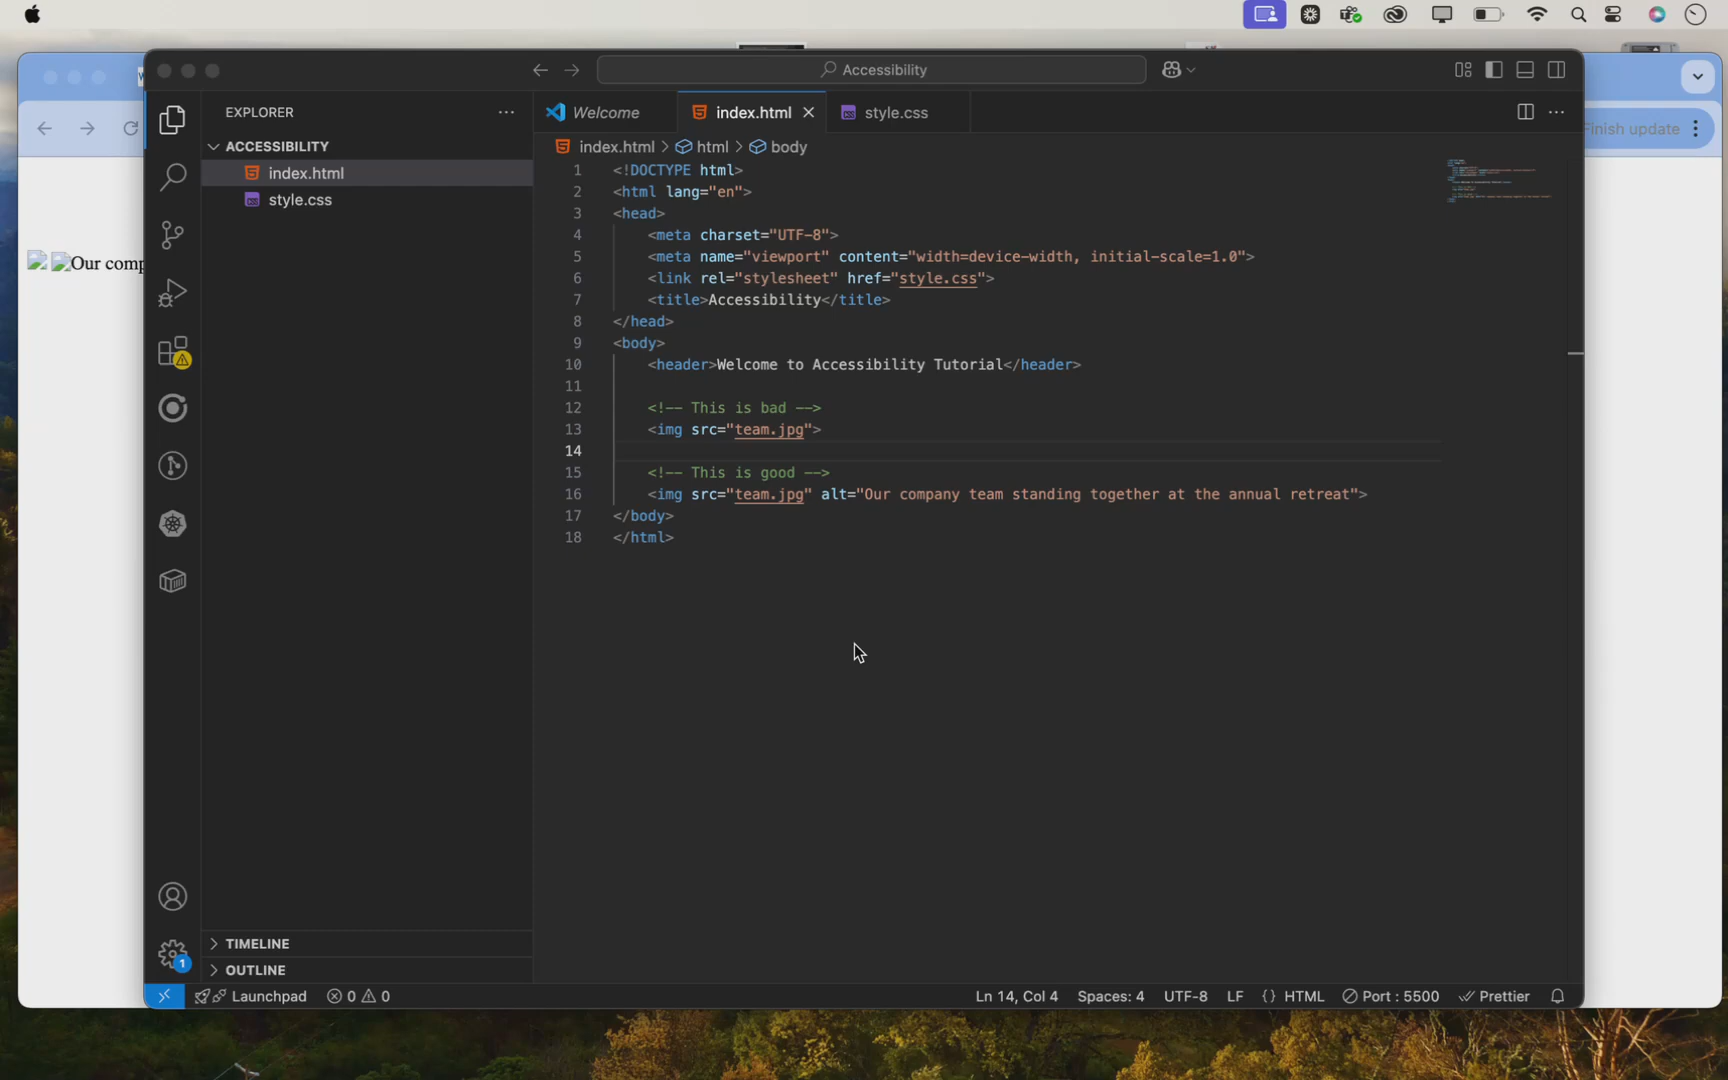 Accessibility
Finish update
EXPLORER
Welcome
index.html
style.css
ACCESSIBILITY
index.html
style.css
index.html > html > body
1 <!DOCTYPE html>
2 <html lang="en">
3 <head>
4 <meta charset="UTF-8">
5 <meta name="viewport" content="width=device-width, initial-scale=1.0">
6 <link rel="stylesheet" href="style.css">
7 <title>Accessibility</title>
8 </head>
9 <body>
10 <header>Welcome to Accessibility Tutorial</header>
11
12 <!-- This is bad -->
13 <img src="team.jpg">
14
15 <!-- This is good -->
16 <img src="team.jpg" alt="Our company team standing together at the annual retreat">
17 </body>
18 </html>
Our comp
TIMELINE
OUTLINE
1
Launchpad 0 0 Ln 14, Col 4 Spaces: 4 UTF-8 LF {} HTML Port : 5500 Prettier